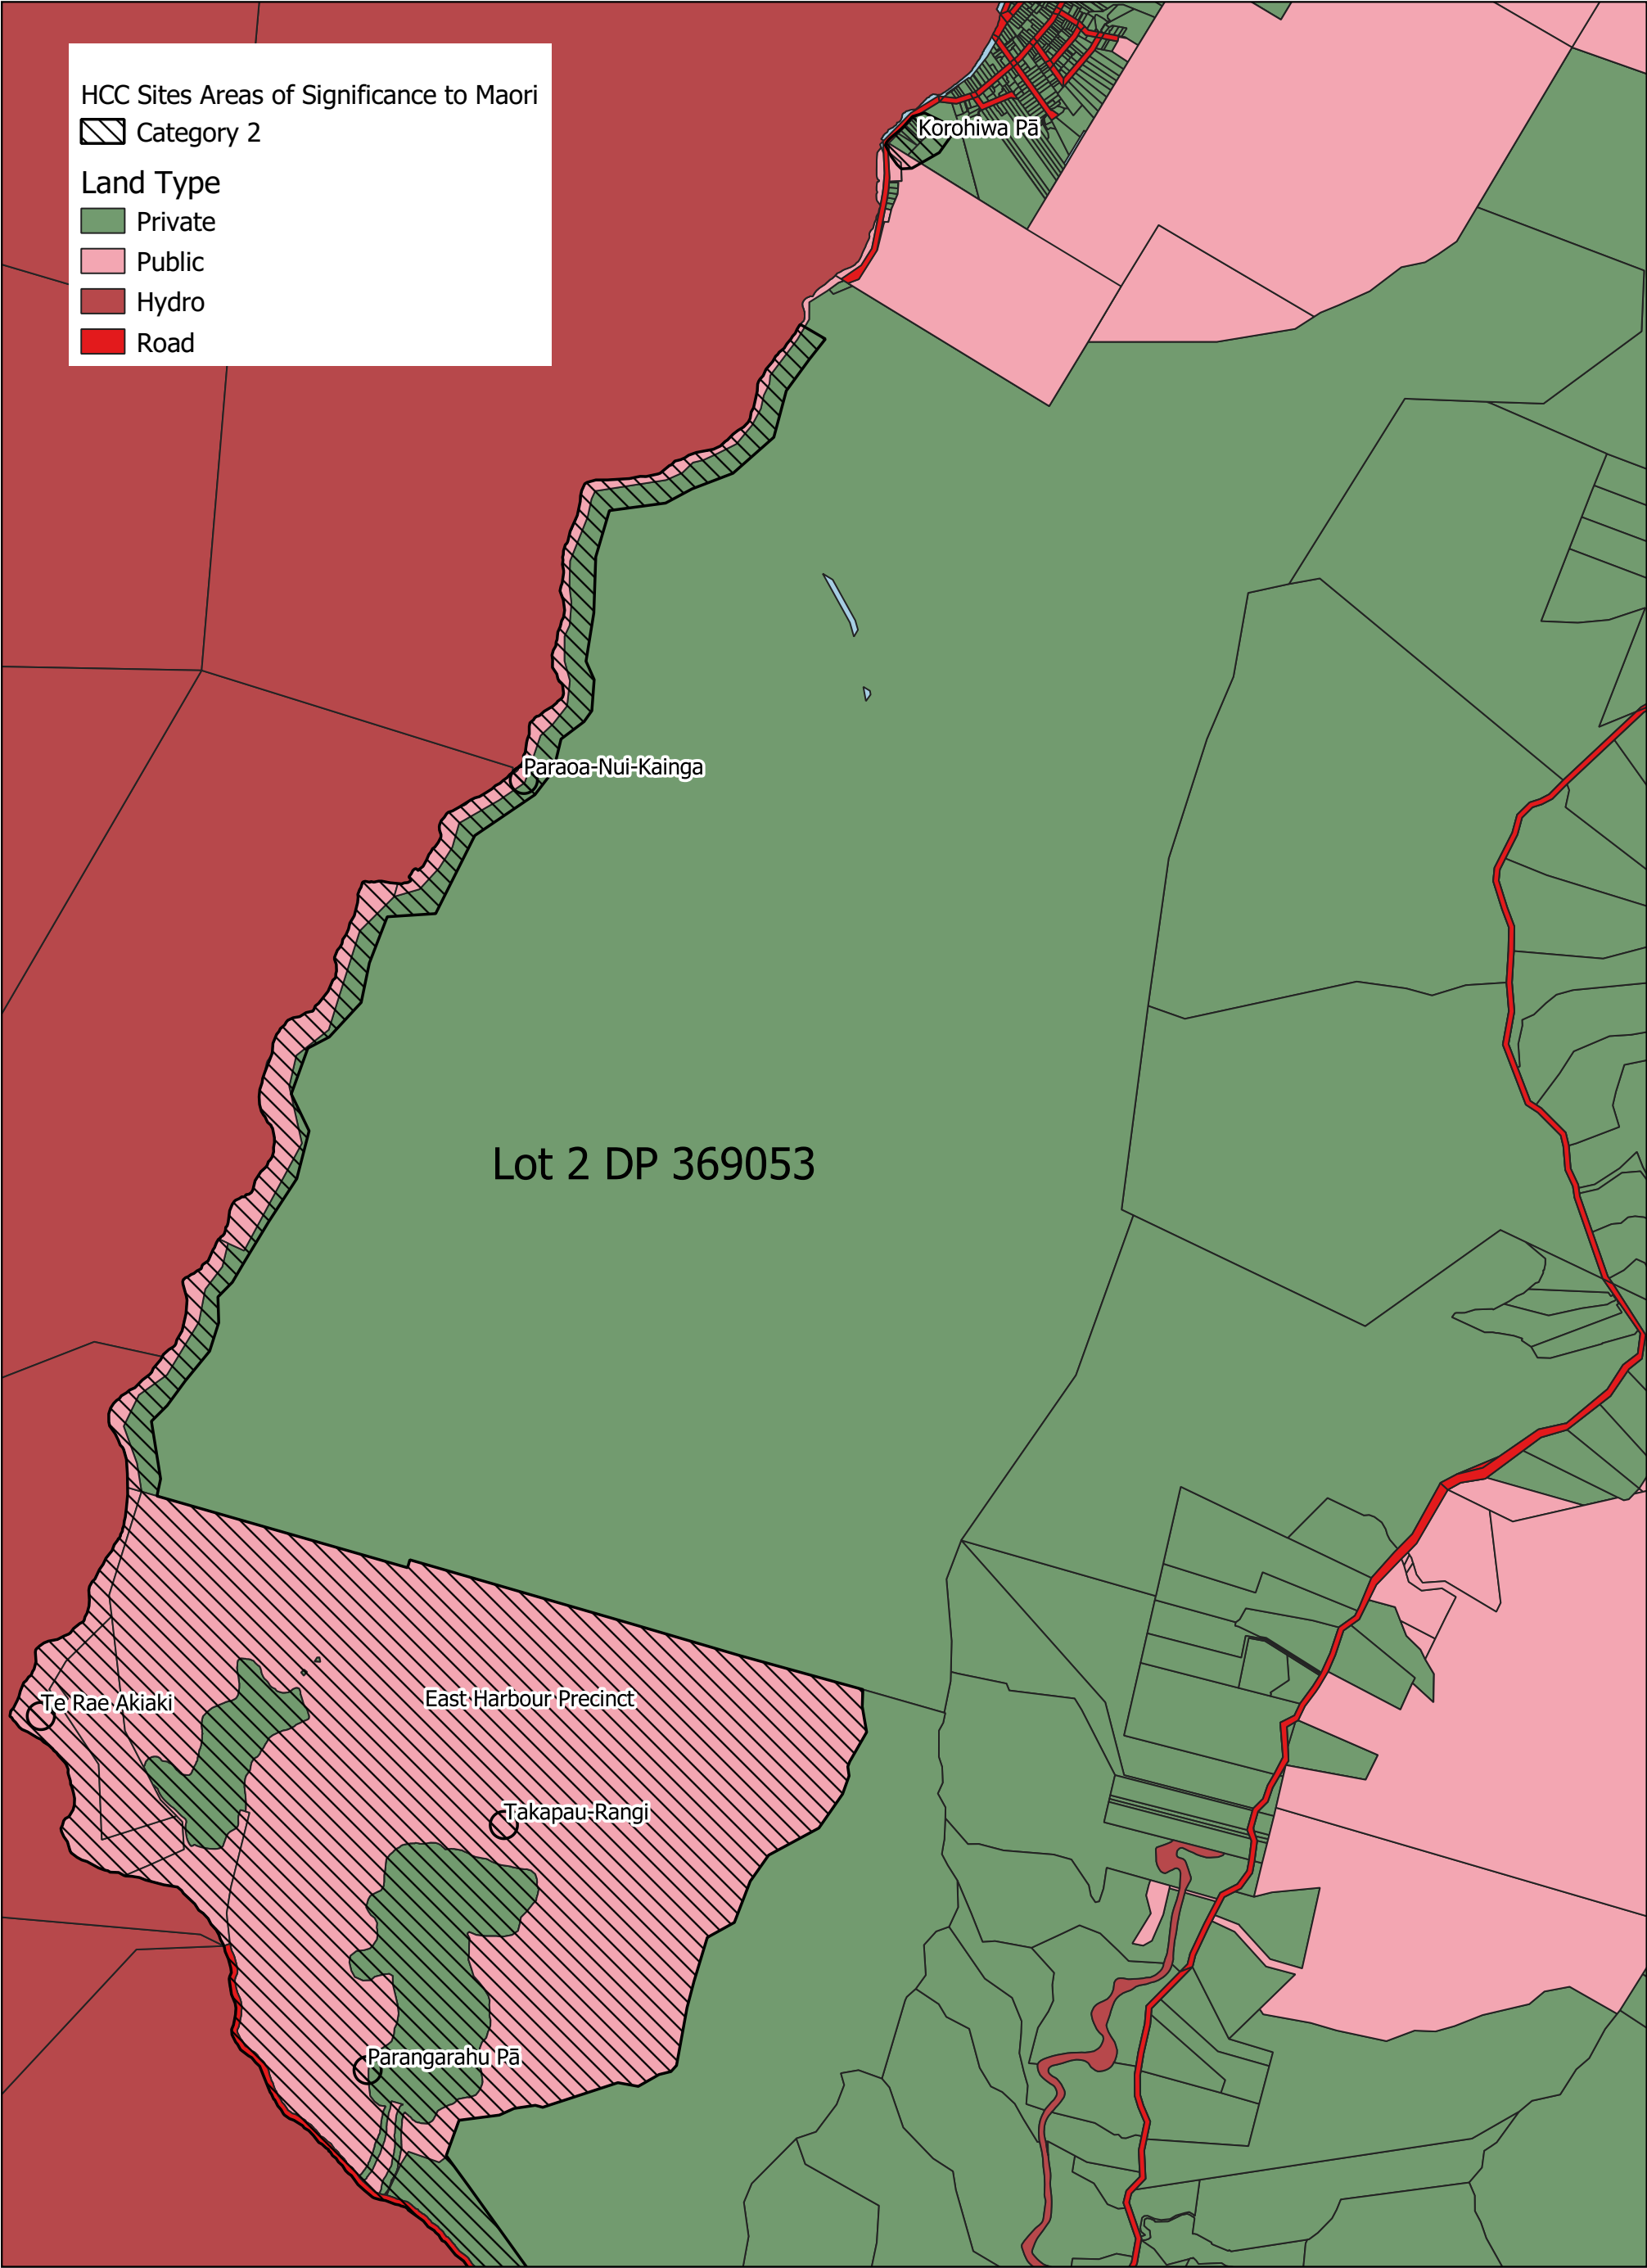 HCC Sites Areas of Significance to Maori
Category 2
Land Type
Private
Public
Hydro
Road
Korohiwa Pā
Paraoa-Nui-Kainga
Lot 2 DP 369053
Te Rae Akiaki
East Harbour Precinct
Takapau-Rangi
Parangarahu Pā